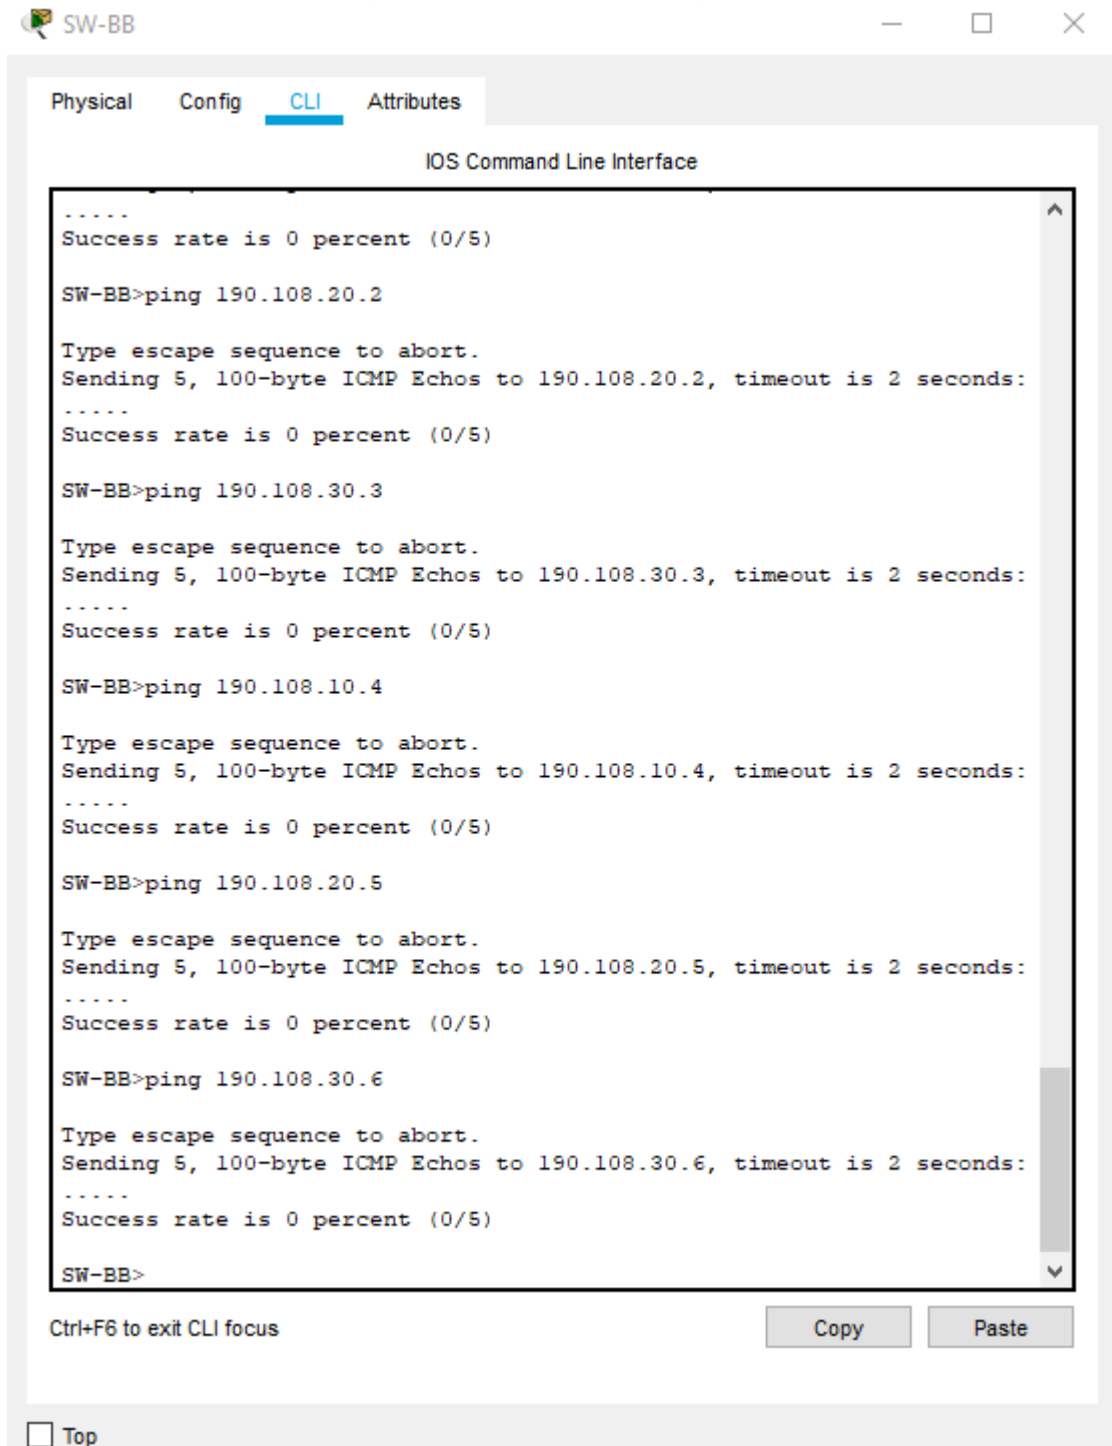 SW-BB
Physical Config CLI Attributes
IOS Command Line Interface
.....
Success rate is 0 percent (0/5)
SW-BB>ping 190.108.20.2
Type escape sequence to abort.
Sending 5, 100-byte ICMP Echos to 190.108.20.2, timeout is 2 seconds:
.....
Success rate is 0 percent (0/5)
SW-BB>ping 190.108.30.3
Type escape sequence to abort.
Sending 5, 100-byte ICMP Echos to 190.108.30.3, timeout is 2 seconds:
.....
Success rate is 0 percent (0/5)
SW-BB>ping 190.108.10.4
Type escape sequence to abort.
Sending 5, 100-byte ICMP Echos to 190.108.10.4, timeout is 2 seconds:
.....
Success rate is 0 percent (0/5)
SW-BB>ping 190.108.20.5
Type escape sequence to abort.
Sending 5, 100-byte ICMP Echos to 190.108.20.5, timeout is 2 seconds:
.....
Success rate is 0 percent (0/5)
SW-BB>ping 190.108.30.6
Type escape sequence to abort.
Sending 5, 100-byte ICMP Echos to 190.108.30.6, timeout is 2 seconds:
.....
Success rate is 0 percent (0/5)
SW-BB>
Ctrl+F6 to exit CLI focus
Copy Paste
Top